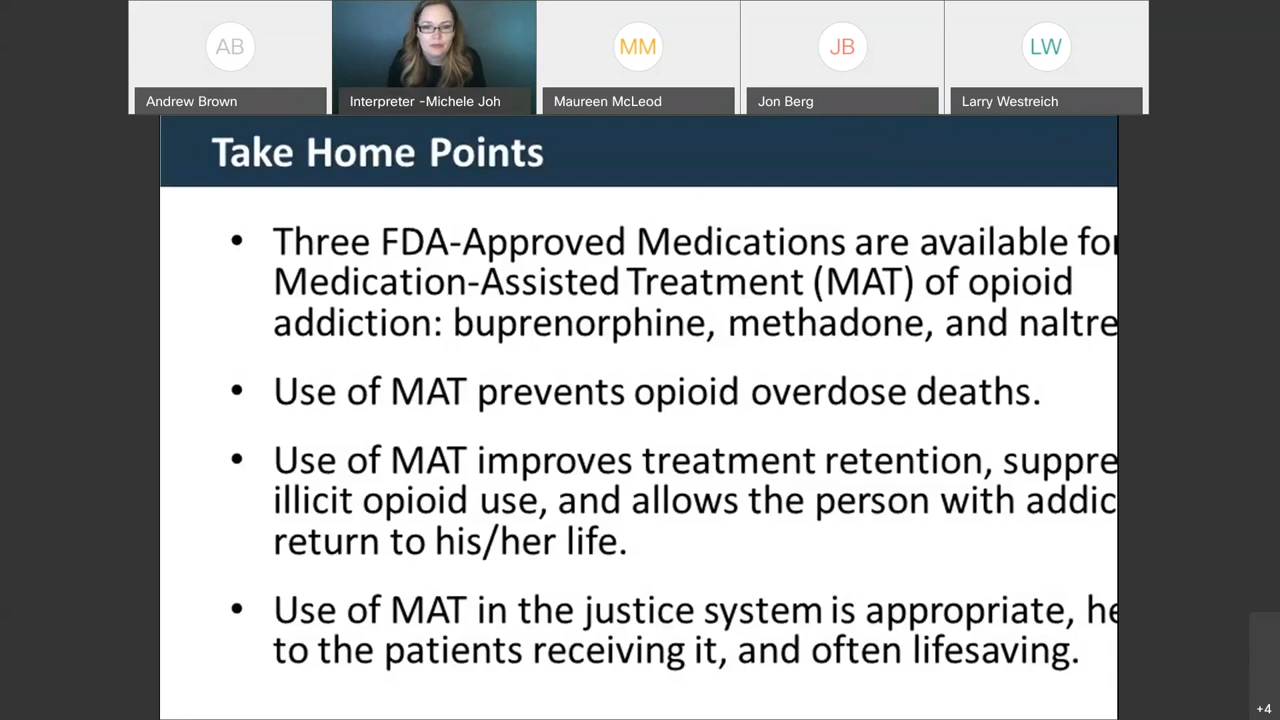 AB
MM
JB
LW
Andrew Brown
Interpreter -Michele Joh
Maureen McLeod
Jon Berg
Larry Westreich
Take Home Points
• Three FDA-Approved Medications are available for
Medication-Assisted Treatment (MAT) of opioid
addiction: buprenorphine, methadone, and naltre
• Use of MAT prevents opioid overdose deaths.
• Use of MAT improves treatment retention, suppre
illicit opioid use, and allows the person with addic
return to his/her life.
• Use of MAT in the justice system is appropriate, he
to the patients receiving it, and often lifesaving.
+4